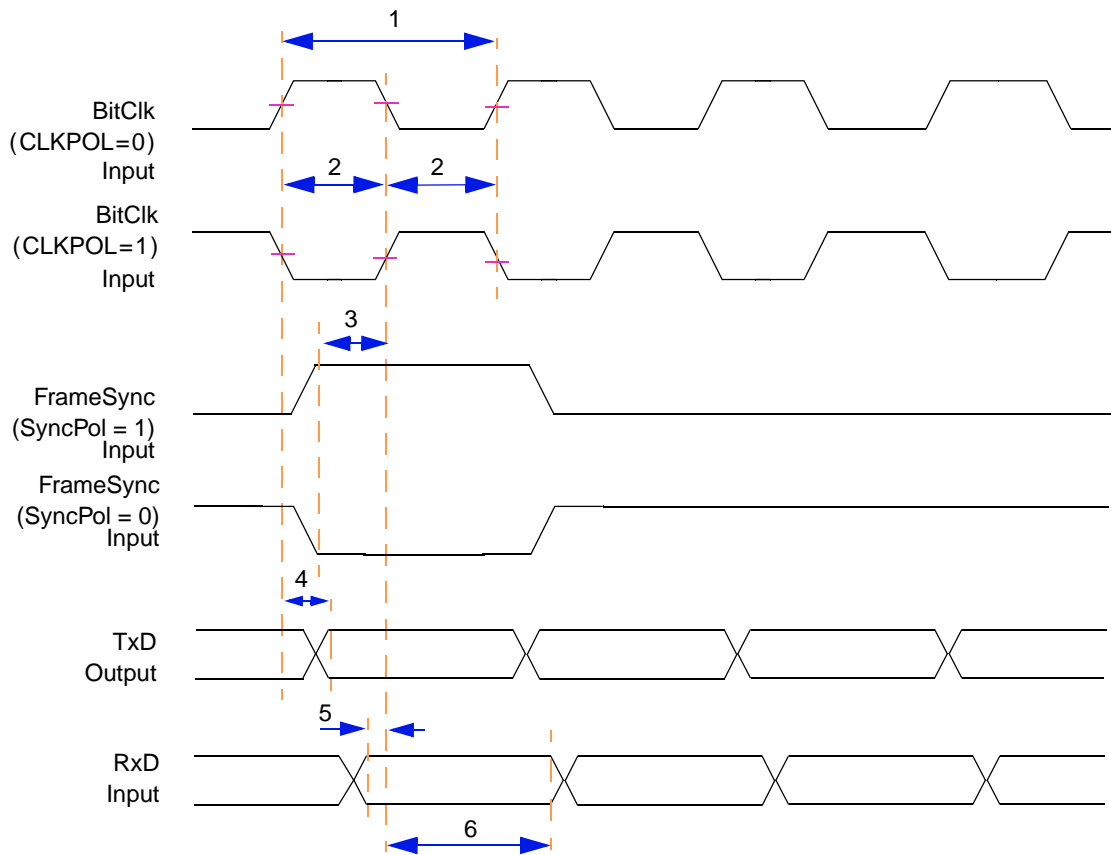 1
BitClk
(CLKPOL=0)
Input
2 2
BitClk
(CLKPOL=1)
Input
3
FrameSync
(SyncPol = 1)
Input
FrameSync
(SyncPol = 0)
Input
4
TxD
Output
5
RxD
Input
6